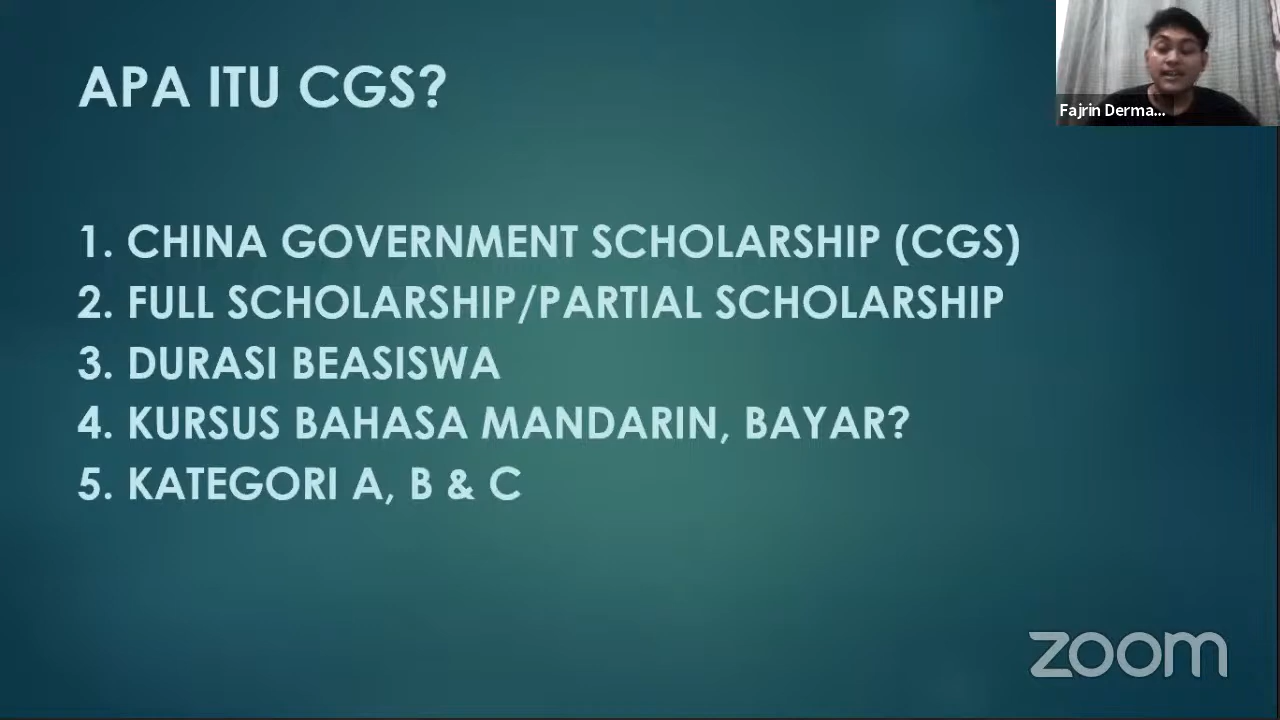 APA ITU CGS?
Fajrin Derma...
1. CHINA GOVERNMENT SCHOLARSHIP (CGS)
2. FULL SCHOLARSHIP/PARTIAL SCHOLARSHIP
3. DURASI BEASISWA
4. KURSUS BAHASA MANDARIN, BAYAR?
5. KATEGORI A, B & C
zoom